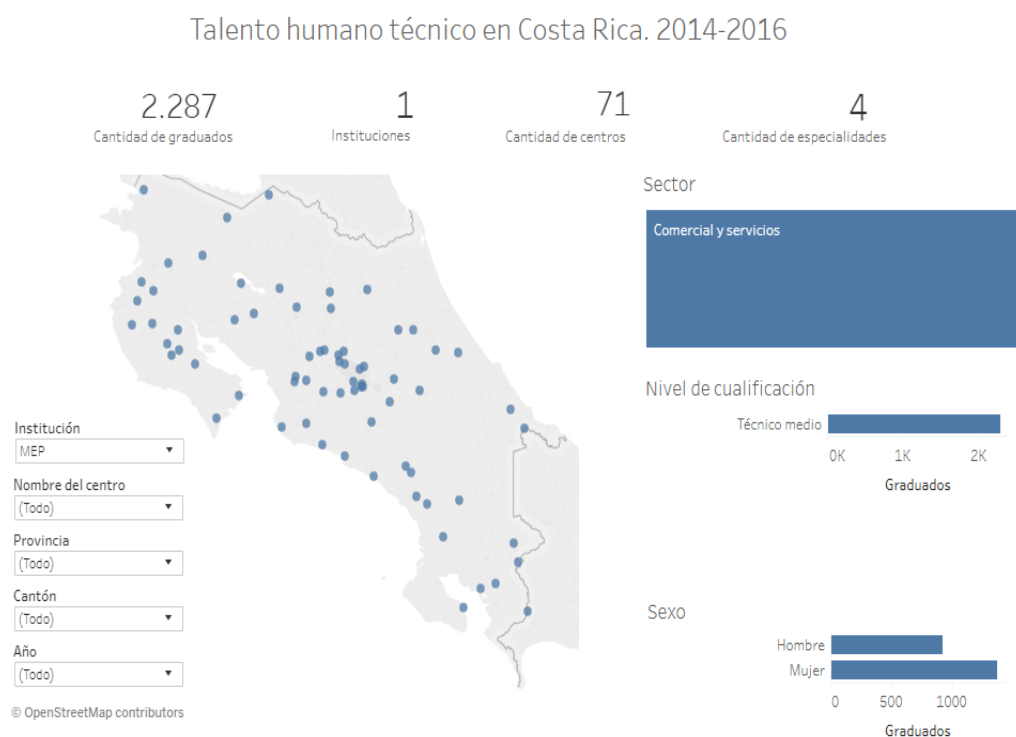 Talento humano técnico en Costa Rica. 2014-2016
2.287
Cantidad de graduados
1
Instituciones
71
Cantidad de centros
4
Cantidad de especialidades
Sector
Comercial y servicios
Nivel de cualificación
Técnico medio
0K 1K 2K
Graduados
Sexo
Hombre
Mujer
0 500 1000
Graduados
Institución
MEP
Nombre del centro
(Todo)
Provincia
(Todo)
Cantón
(Todo)
Año
(Todo)
© OpenStreetMap contributors